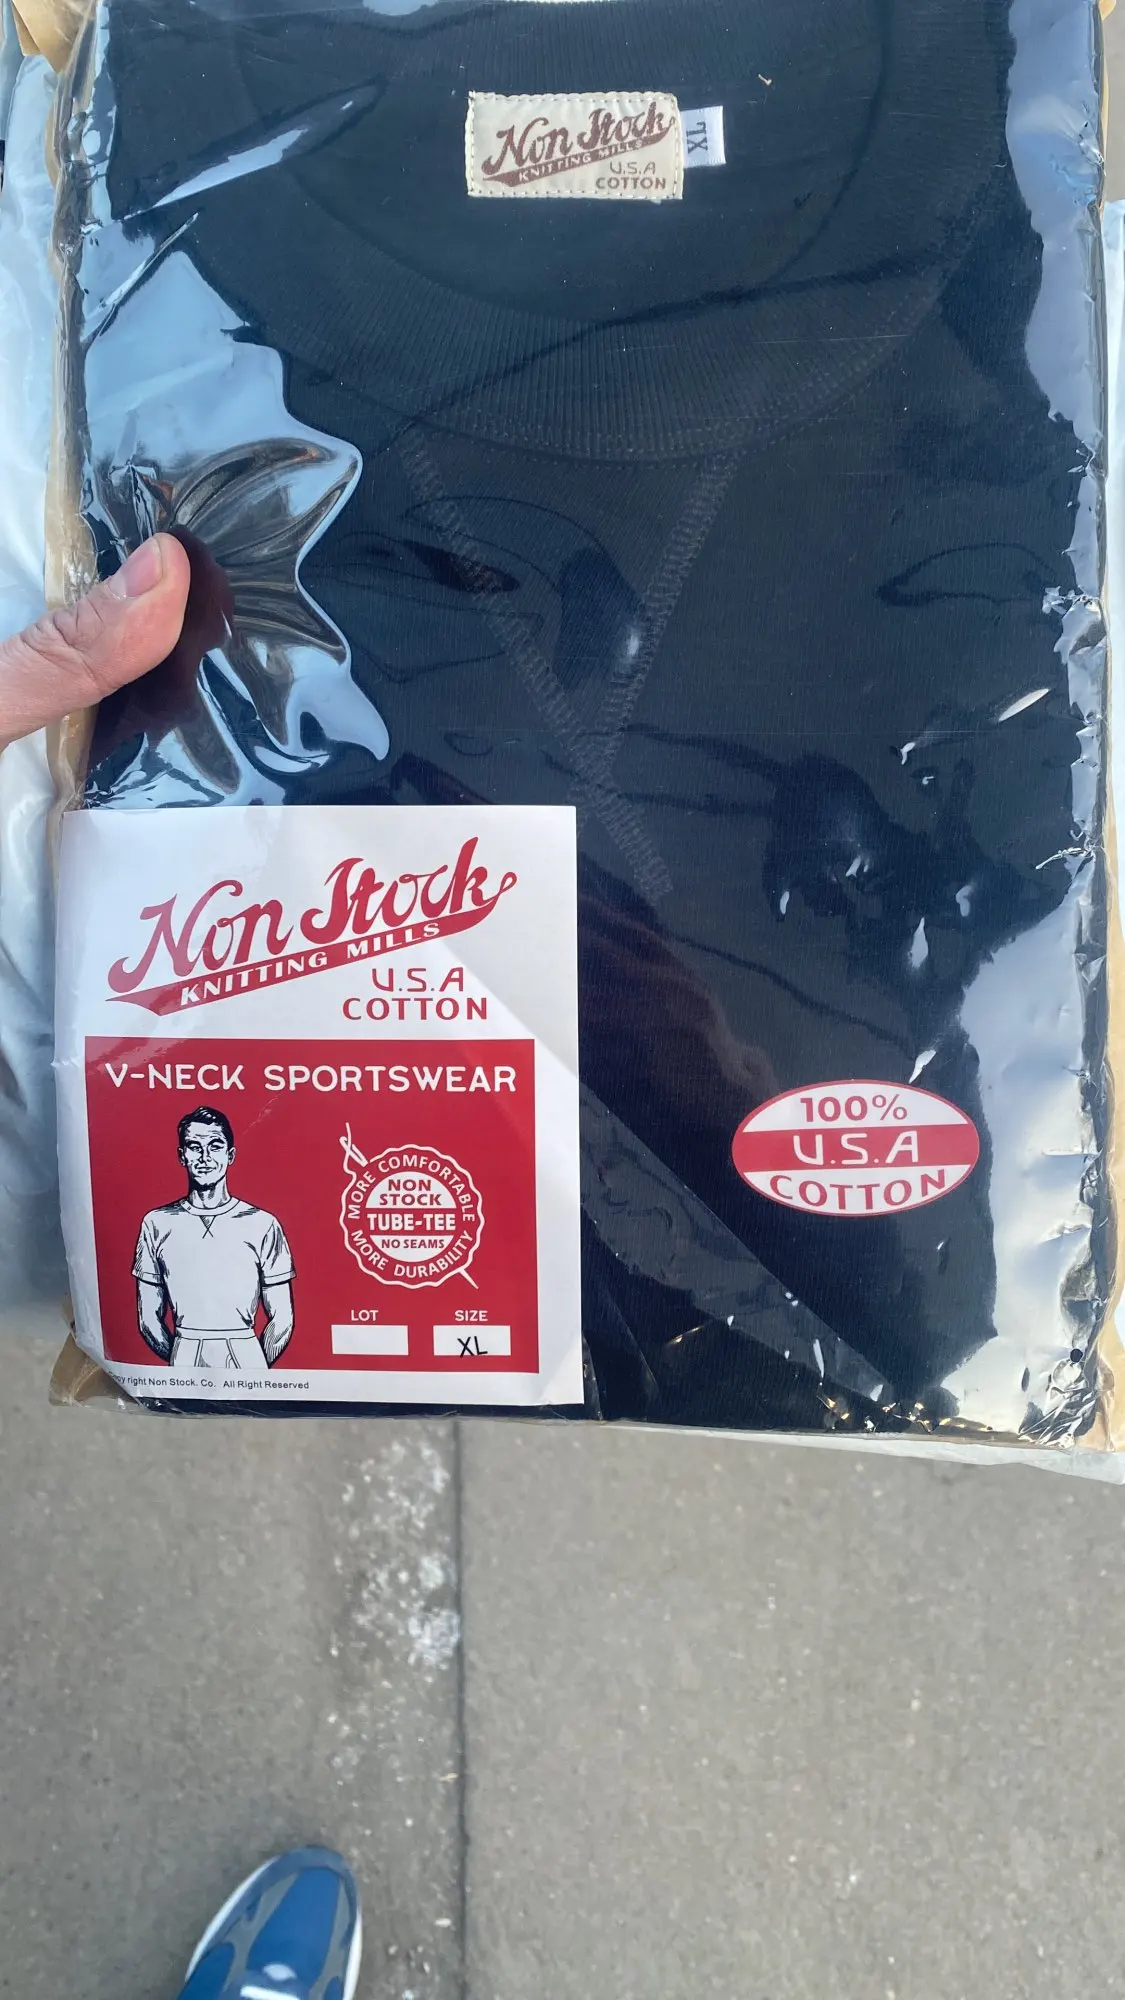 Non Stock
KNITTING MILLS
U.S.A
COTTON
XL
Non Stock
KNITTING MILLS
U.S.A
COTTON
V-NECK SPORTSWEAR
MORE COMFORTABLE
NON
STOCK
TUBE-TEE
NO SEAMS
MORE DURABILITY
LOT
SIZE
XL
right Non Stock. Co. All Right Reserved
100%
U.S.A
COTTON